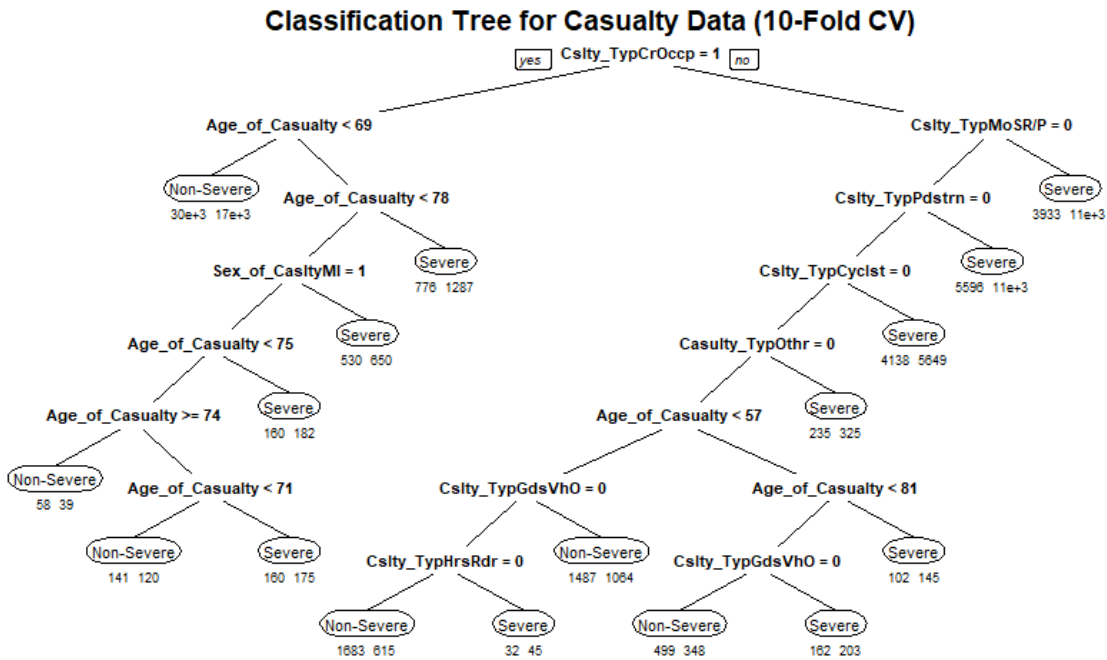 Classification Tree for Casualty Data (10-Fold CV)
yes Cslty_TypCrOccp = 1 no
Age_of_Casualty < 69 Cslty_TypMoSR/P = 0
Non-Severe Age_of_Casualty < 78 Cslty_TypPdstrn = 0 Severe
30e+3 17e+3 3933 11e+3
Sex_of_CasltyMl = 1 Severe Cslty_TypCyclst = 0 Severe
776 1287 5596 11e+3
Age_of_Casualty < 75 Severe Casulty_TypOthr = 0 Severe
530 650 4138 5649
Age_of_Casualty >= 74 Severe Age_of_Casualty < 57 Severe
160 182 235 325
Non-Severe Age_of_Casualty < 71 Cslty_TypGdsVhO = 0 Age_of_Casualty < 81
58 39
Non-Severe Severe Cslty_TypHrsRdr = 0 Non-Severe Cslty_TypGdsVhO = 0 Severe
141 120 160 175 1487 1064 102 145
Non-Severe Severe Non-Severe Severe
1683 615 32 45 499 348 162 203